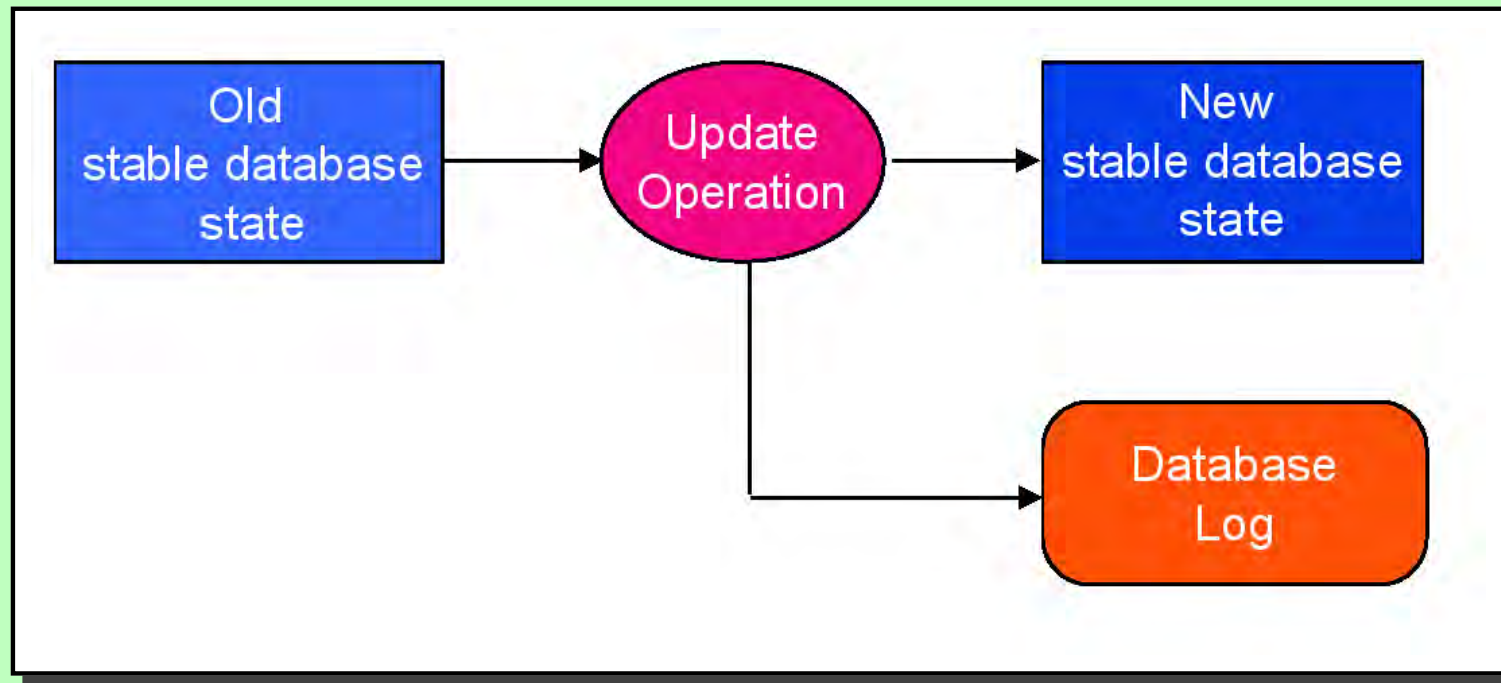 Old
stable database
state
Update
Operation
New
stable database
state
Database
Log